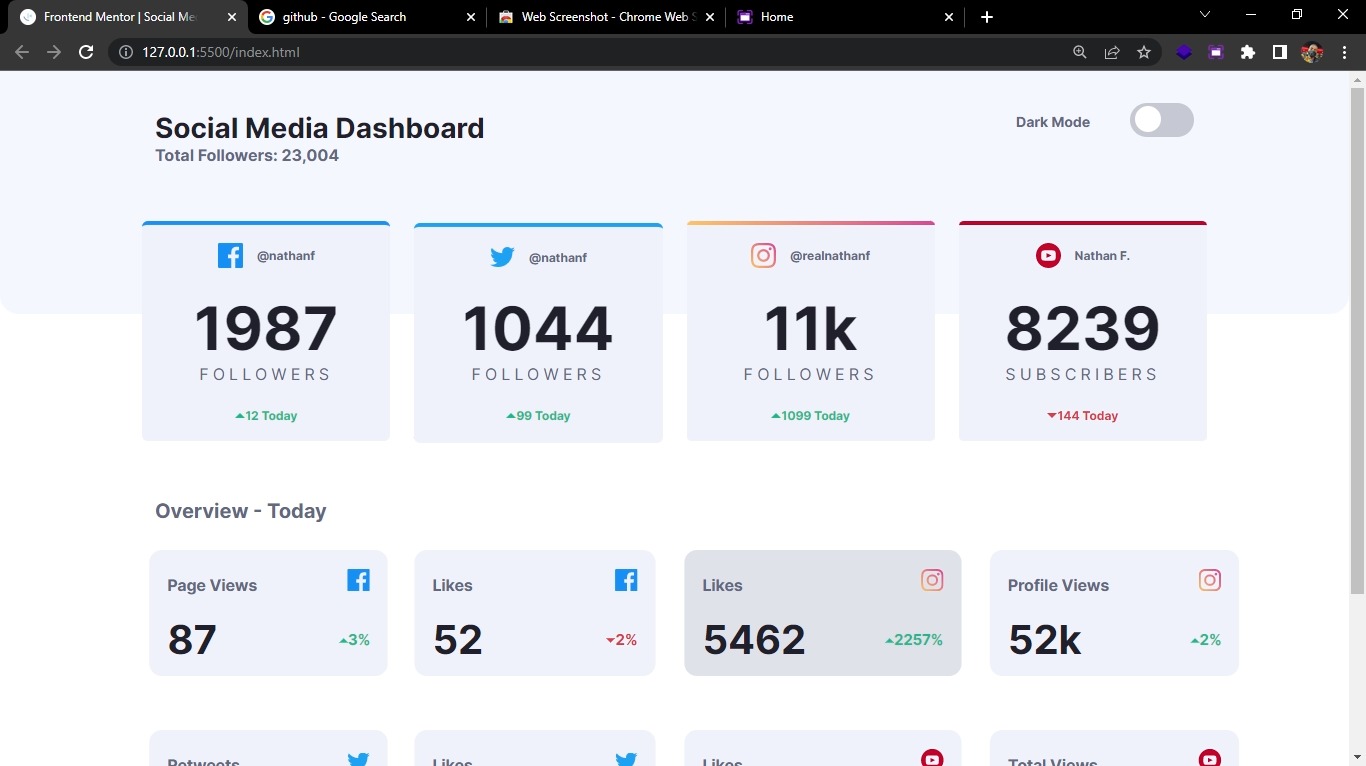 Frontend Mentor | Social Me
github - Google Search
Web Screenshot - Chrome Web S
Home
127.0.0.1:5500/index.html
Social Media Dashboard
Total Followers: 23,004
Dark Mode
@nathanf
1987
FOLLOWERS
12 Today
@nathanf
1044
FOLLOWERS
99 Today
@realnathanf
11k
FOLLOWERS
1099 Today
Nathan F.
8239
SUBSCRIBERS
144 Today
Overview - Today
Page Views
87
3%
Likes
52
2%
Likes
5462
2257%
Profile Views
52k
2%
Retweets
Likes
Likes
Total Views